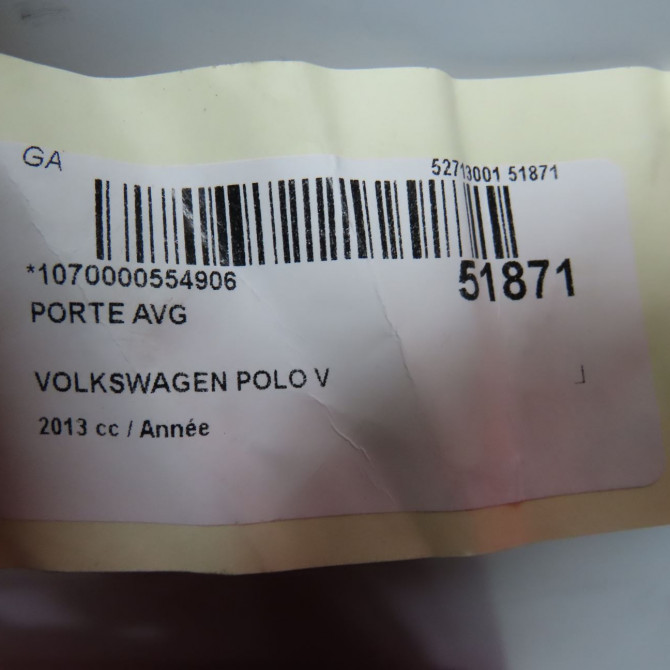 GA
52713001 51871
*1070000554906
51871
PORTE AVG
VOLKSWAGEN POLO V
2013 cc / Année